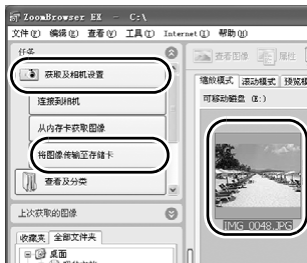 ZoomBrowser EX - C:\
文件(F) 编辑(E) 查看(V) 工具(T) Internet(I) 帮助(H)
任务
查看图像 属性
获取及相机设置
缩放模式 滚动模式 预览模
连接到相机
可移动磁盘 (E:)
从内存卡获取图像
将图像传输至存储卡
查看及分类
上次获取的图像
IMG_0048.JPG
收藏夹 全部文件夹
桌面